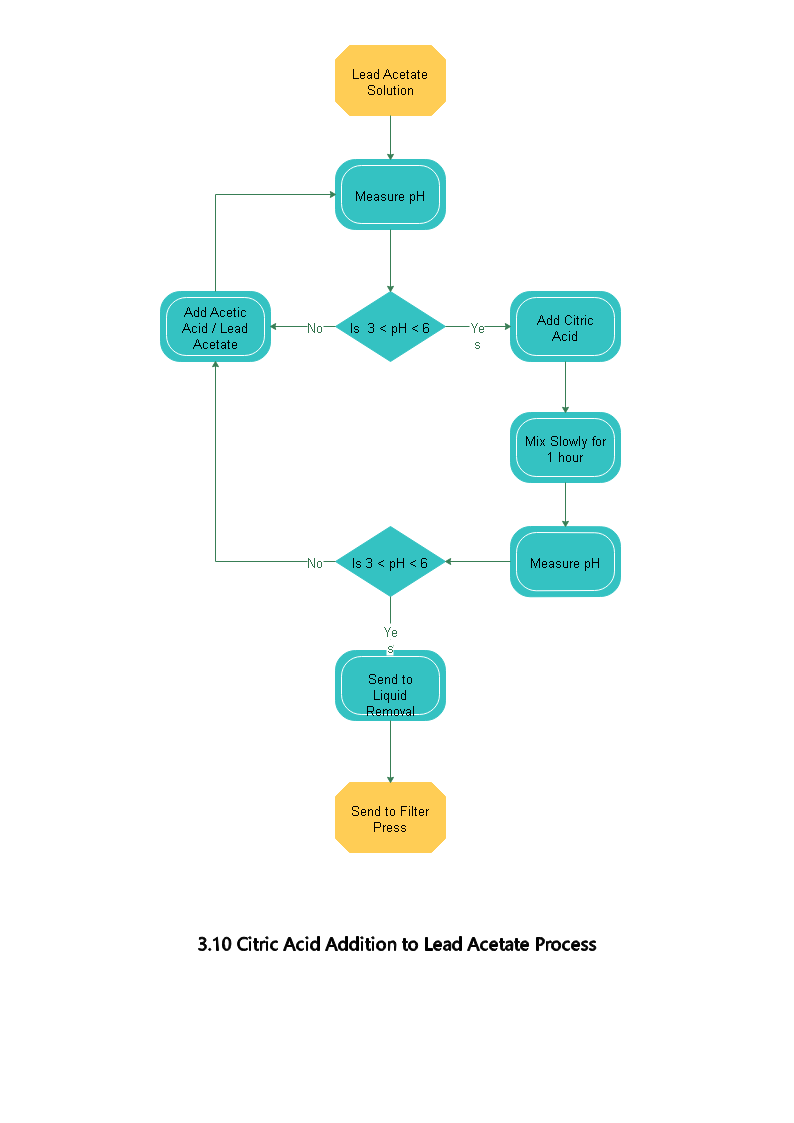 Lead Acetate
Solution
Measure pH
Add Acetic
Acid / Lead
Acetate
No
Is  3 < pH < 6
Ye
s
Add Citric
Acid
Mix Slowly for
1 hour
Measure pH
Is 3 < pH < 6
No
Ye
s
Send to
Liquid
Removal
Send to Filter
Press
3.10 Citric Acid Addition to Lead Acetate Process